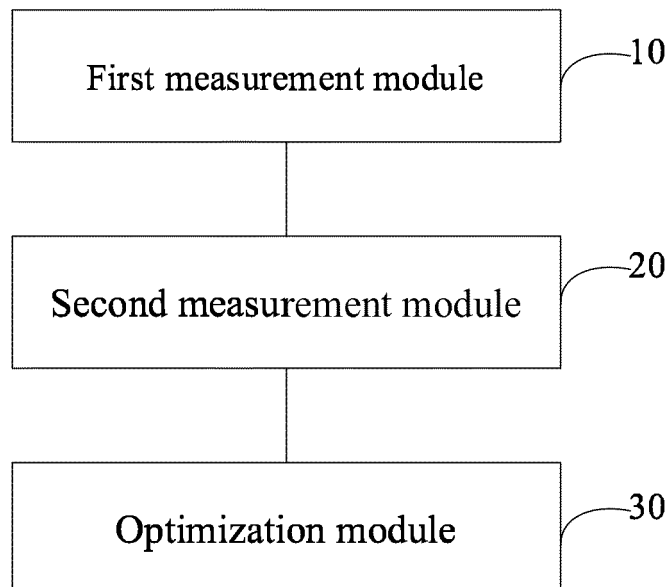 First measurement module
10
Second measurement module
20
Optimization module
30